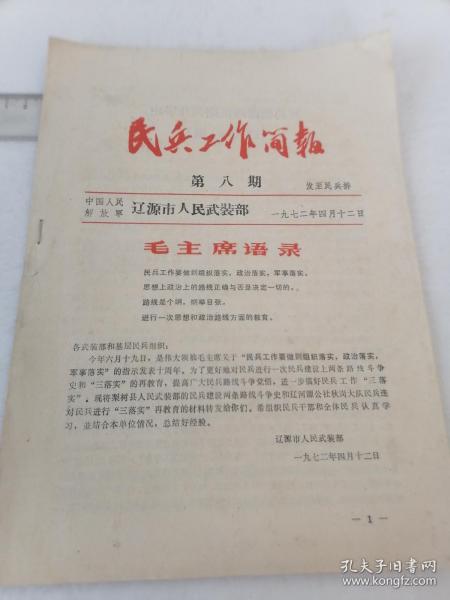 民兵工作简报
第八期
发至民兵排
中国人民
解放军
辽源市人民武装部
一九七二年四月十二日
毛主席语录
民兵工作要做到组织落实,政治落实,军事落实。
思想上政治上的路线正确与否是决定一切的。
路线是个纲,纲举目张。
进行一次思想和政治路线方面的教育。
各武装部和基层民兵组织:
今年六月十九日,是伟大领袖毛主席关于“民兵工作要做到组织落实,政治落实,
军事落实”的指示发表十周年。为了更好地对民兵进行一次民兵建设上两条路线斗争
史和“三落实”的再教育,提高广大民兵路线斗争觉悟,进一步搞好民兵工作“三落
实”,现将梨树县人民武装部的民兵建设两条路线斗争史和辽河源公社秋岗大队民兵连
对民兵进行“三落实”再教育的材料转发给你们。希组织民兵干部和全体民兵认真学
习,並结合本单位情况,总结好经验。
辽源市人民武装部
一九七二年四月十二日
— 1 —
孔夫子旧书网
www.kongfz.com